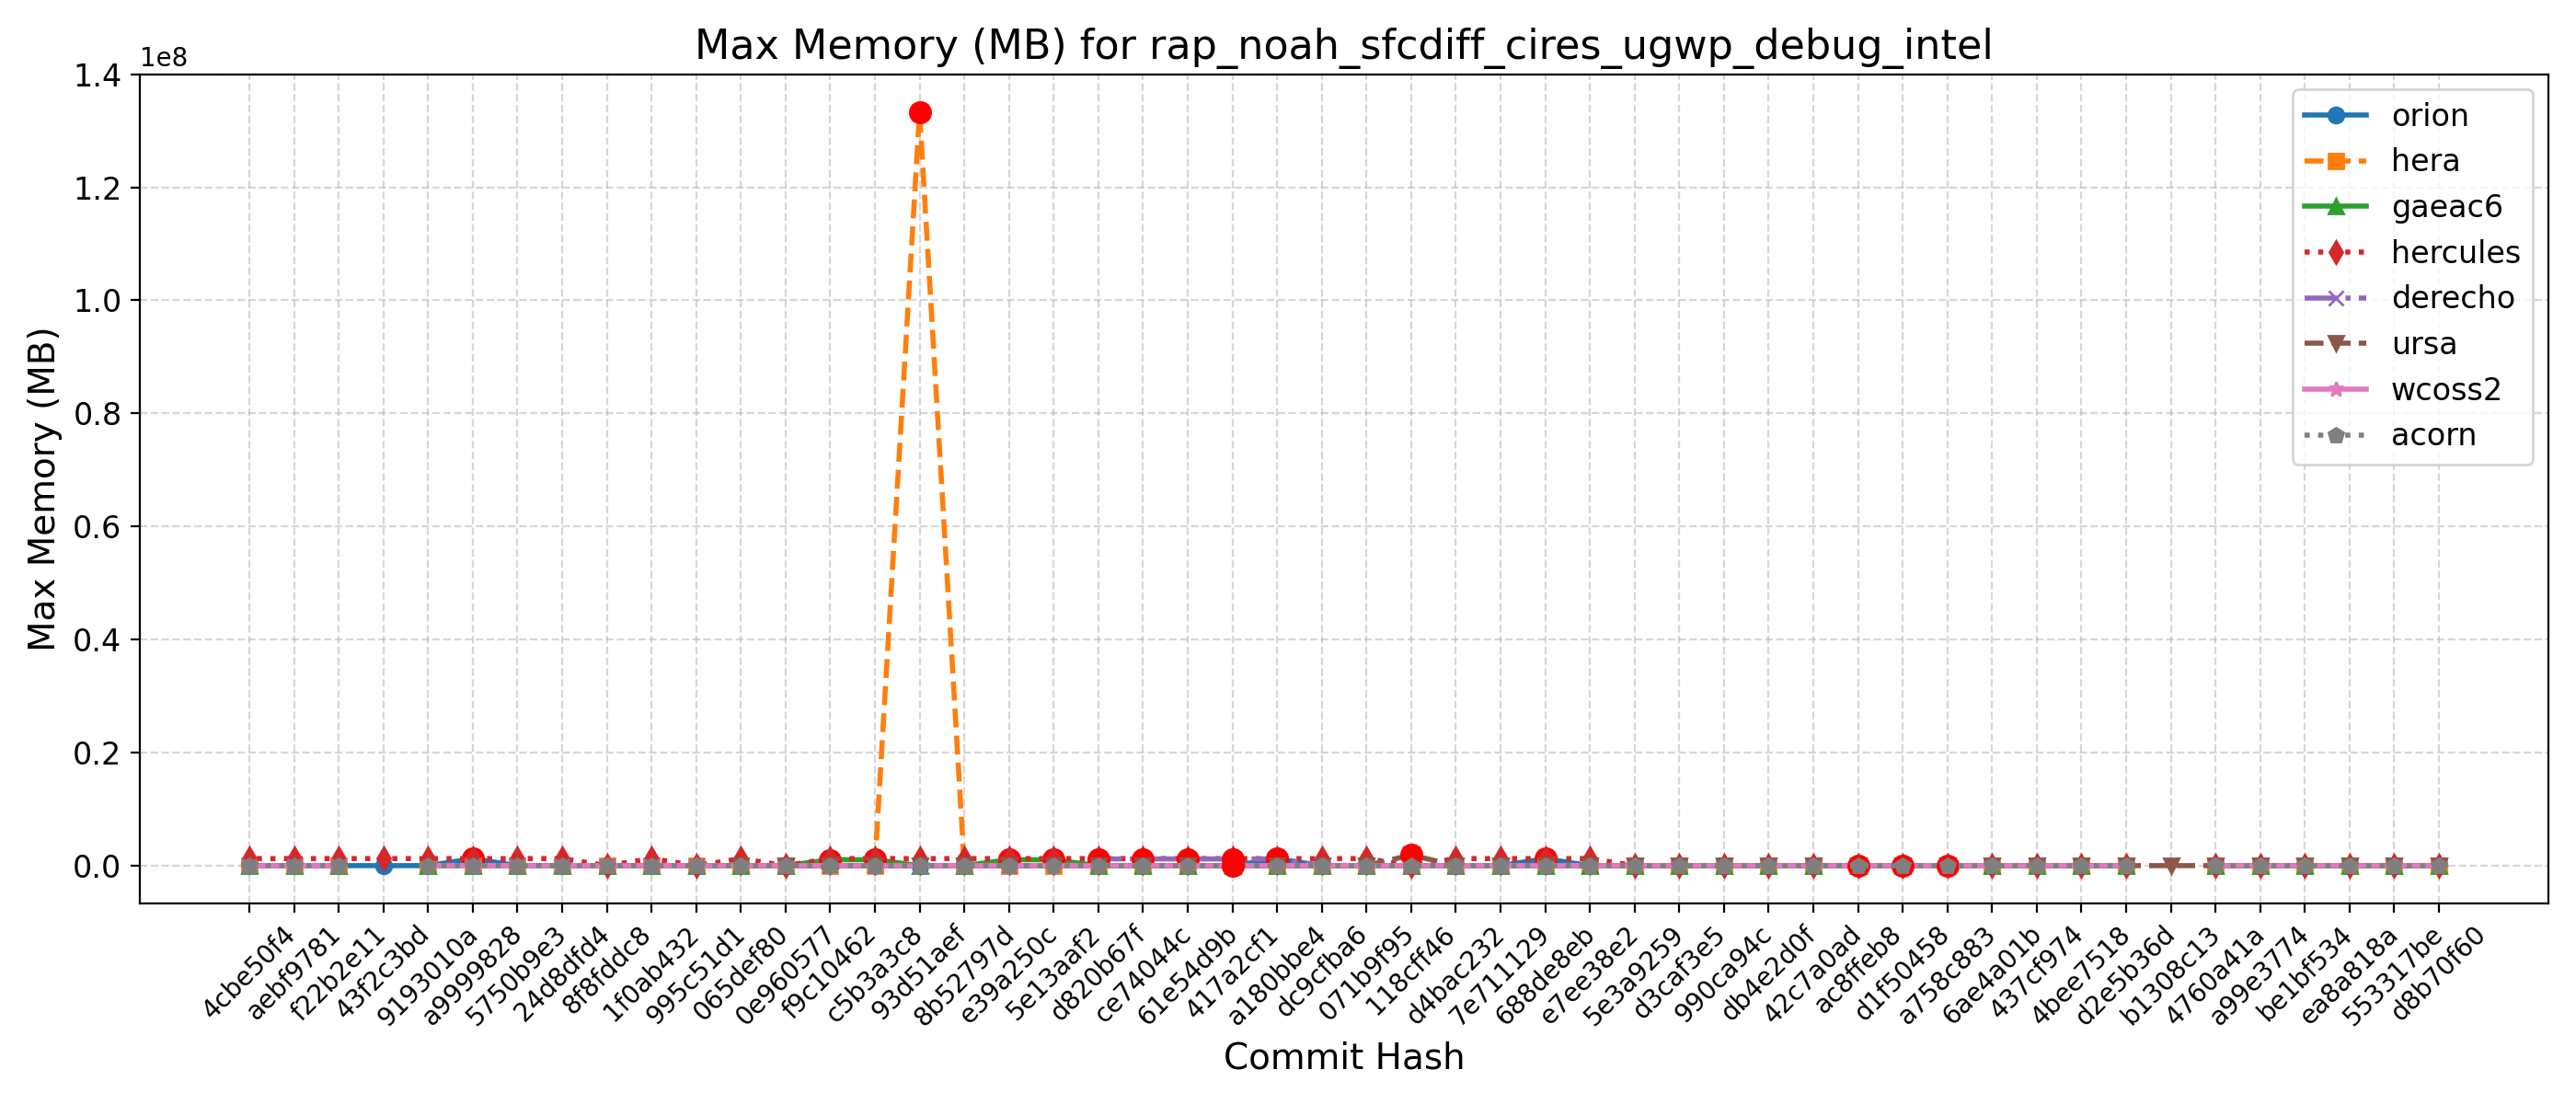 Max Memory (MB) for rap_noah_sfcdiff_cires_ugwp_debug_intel
1e8
1.4
1.2
1.0
0.8
0.6
0.4
0.2
0.0
Max Memory (MB)
orion
hera
gaeac6
hercules
derecho
ursa
wcoss2
acorn
4cbe50f4
aebf9781
f22b2e11
43f2c3bd
9193010a
a9999828
5750b9e3
24d8dfd4
8f8fddc8
1f0ab432
995c51d1
065def80
0e960577
f9c10462
c5b3a3c8
93d51aef
8b52797d
e39a250c
5e13aaf2
d820b67f
ce74044c
61e54d9b
417a2cf1
a180bbe4
dc9cfba6
071b9f95
118cff46
d4bac232
7e711129
688de8eb
e7ee38e2
5e3a9259
d3caf3e5
990ca94c
db4e2d0f
42c7a0ad
ac8ffeb8
d1f50458
a758c883
6ae4a01b
437cf974
4bee7518
d2e5b36d
b1308c13
4760a41a
a99e3774
be1bf534
ea8a818a
553317be
d8b70f60
Commit Hash